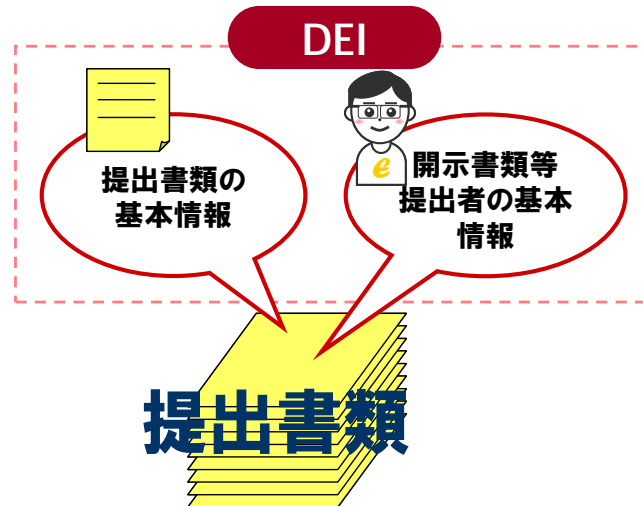 DEI
提出書類の
基本情報
e
開示書類等
提出者の基本
情報
提出書類